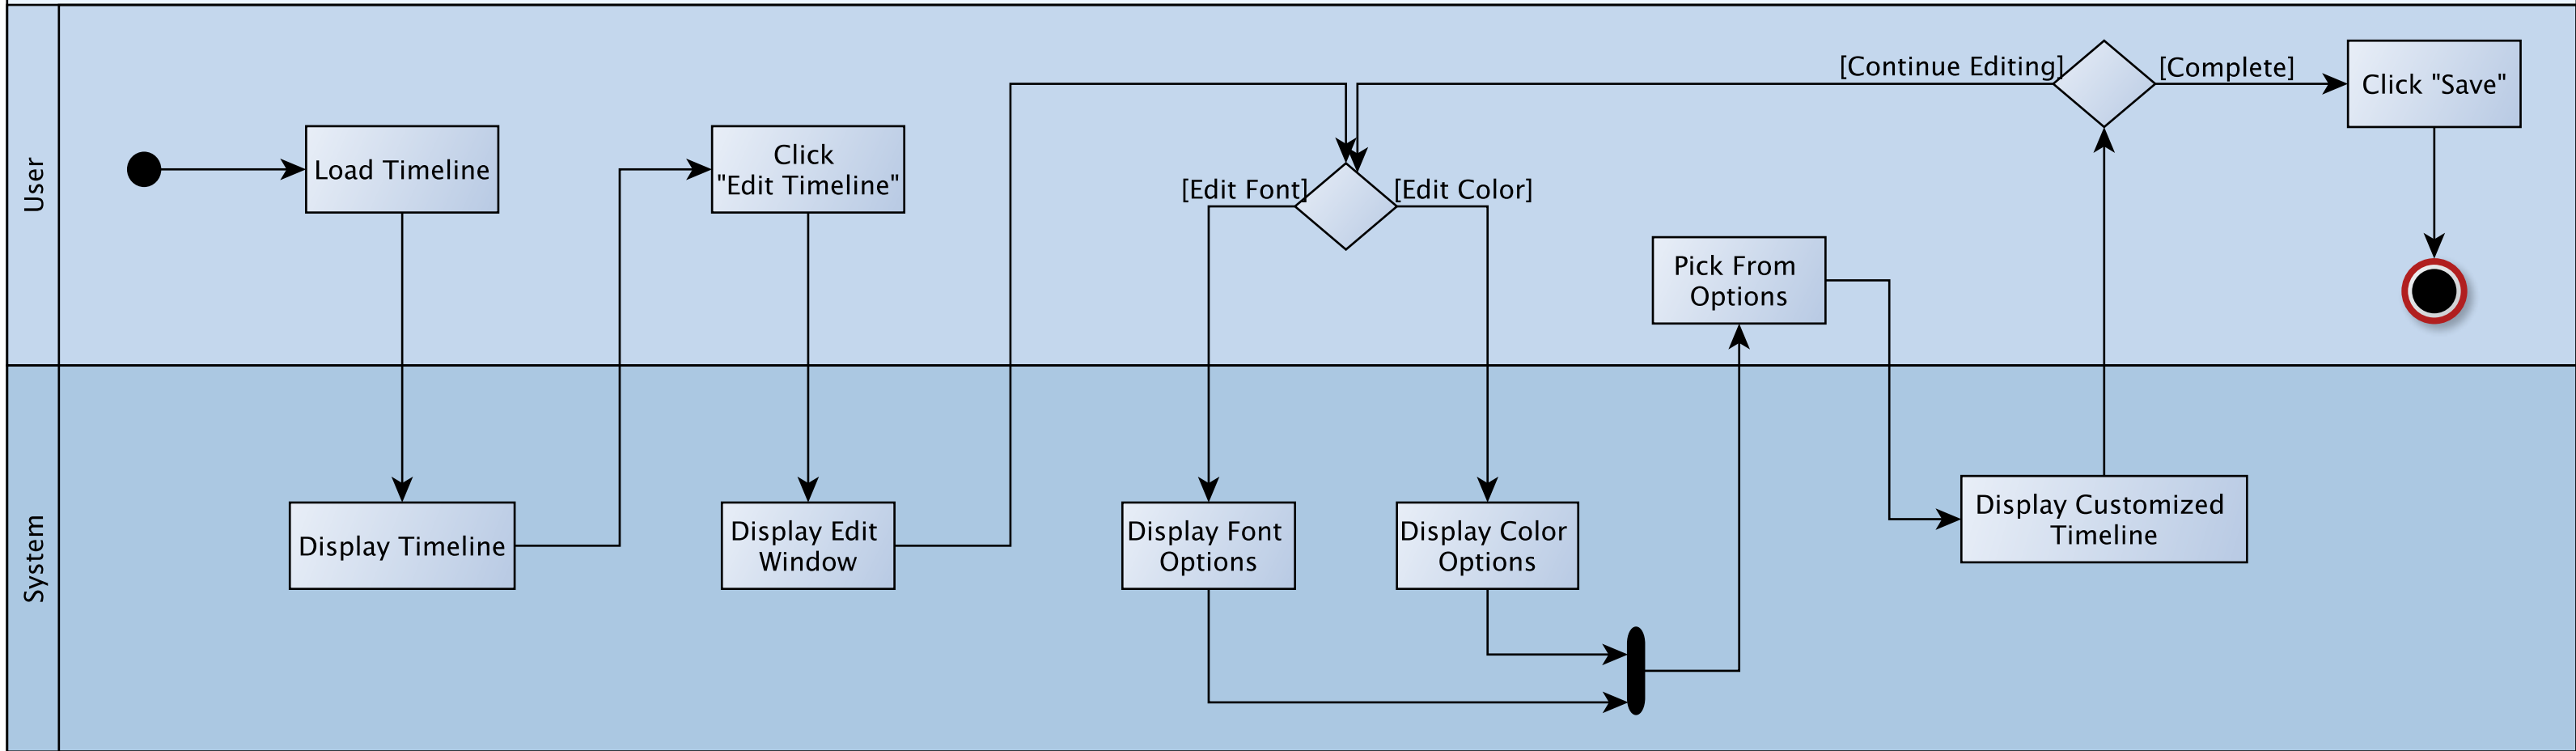 User
Load Timeline
Click
"Edit Timeline"
[Edit Font]
[Edit Color]
Pick From
Options
[Continue Editing]
[Complete]
Click "Save"
System
Display Timeline
Display Edit
Window
Display Font
Options
Display Color
Options
Display Customized
Timeline